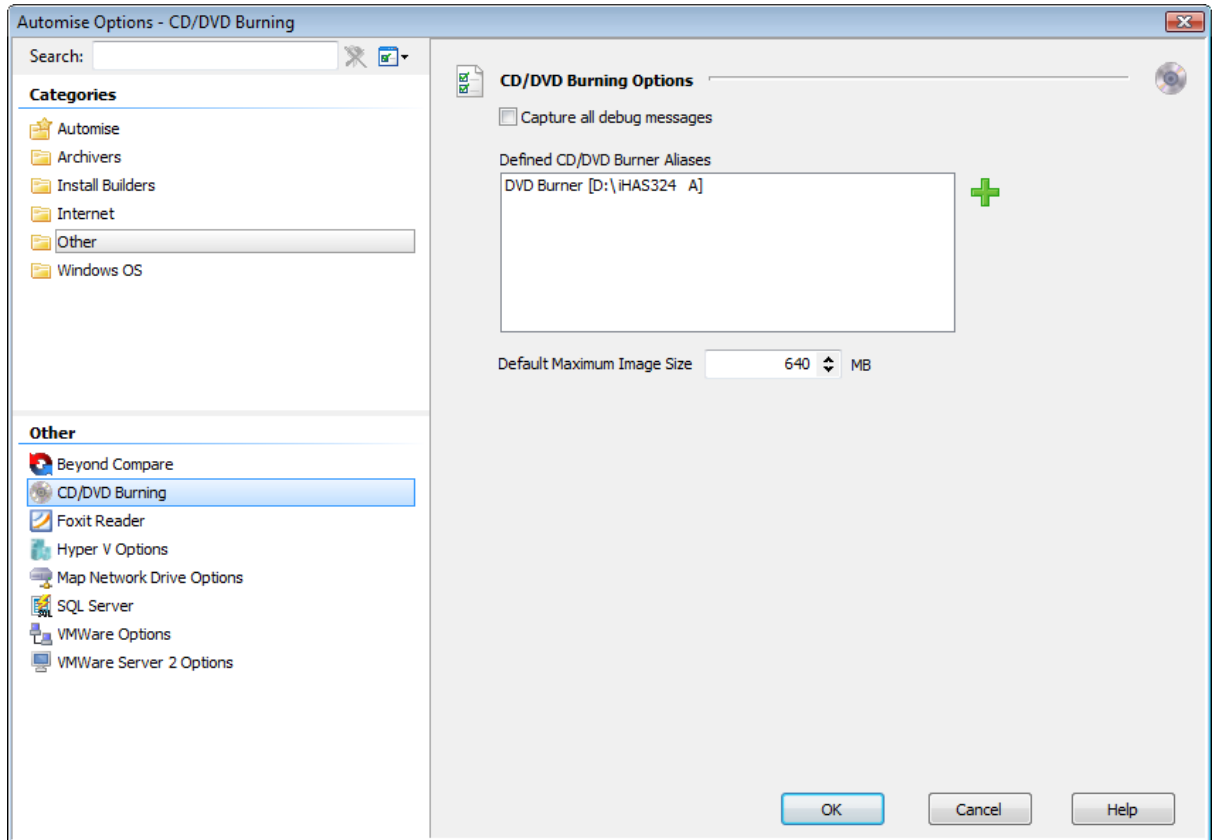 Automise Options - CD/DVD Burning
Search:
Categories
Automise
Archivers
Install Builders
Internet
Other
Windows OS
Other
Beyond Compare
CD/DVD Burning
Foxit Reader
Hyper V Options
Map Network Drive Options
SQL Server
VMWare Options
VMWare Server 2 Options
CD/DVD Burning Options
Capture all debug messages
Defined CD/DVD Burner Aliases
DVD Burner [D:\iHAS324   A]
Default Maximum Image Size 640 MB
OK Cancel Help